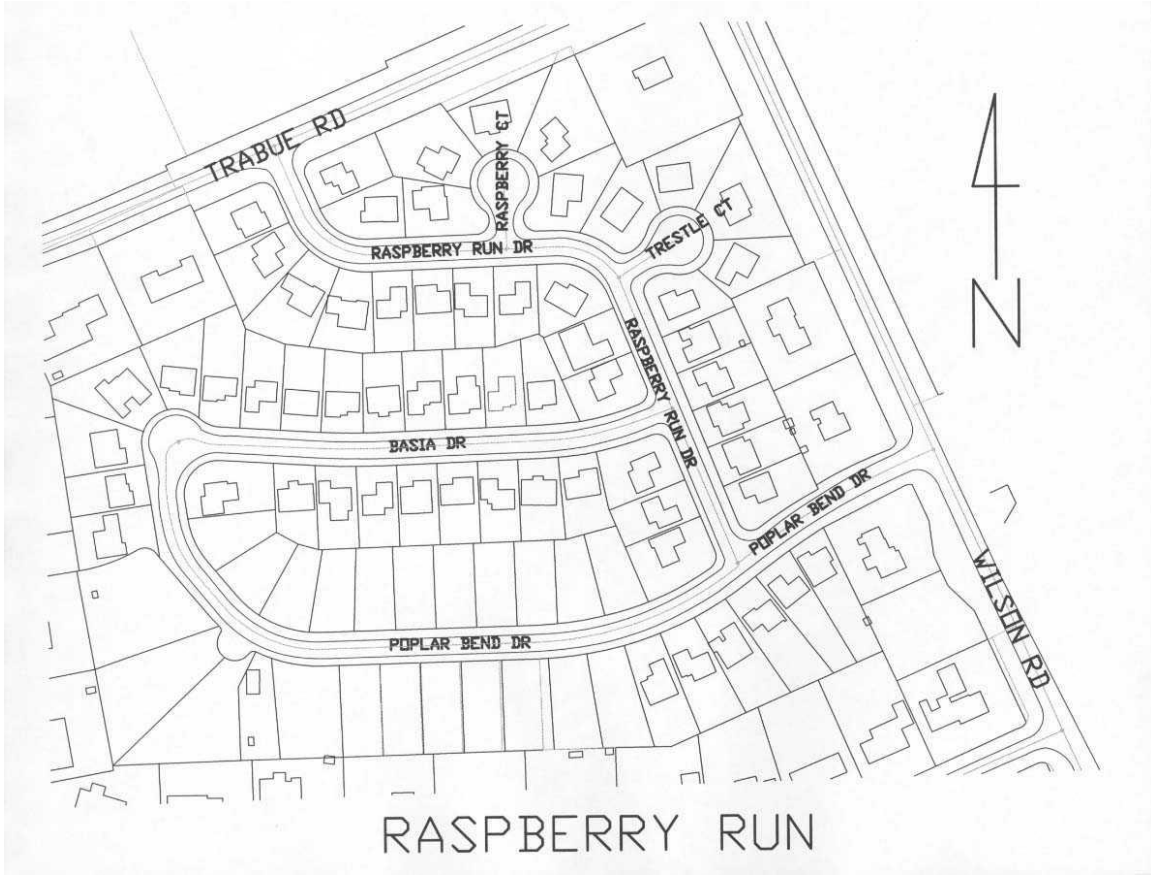 TRABUE RD
RASPBERRY CT
RASPBERRY RUN DR
TRESTLE CT
RASPBERRY RUN DR
BASIA DR
POPLAR BEND DR
POPLAR BEND DR
WILSON RD
N
RASPBERRY RUN